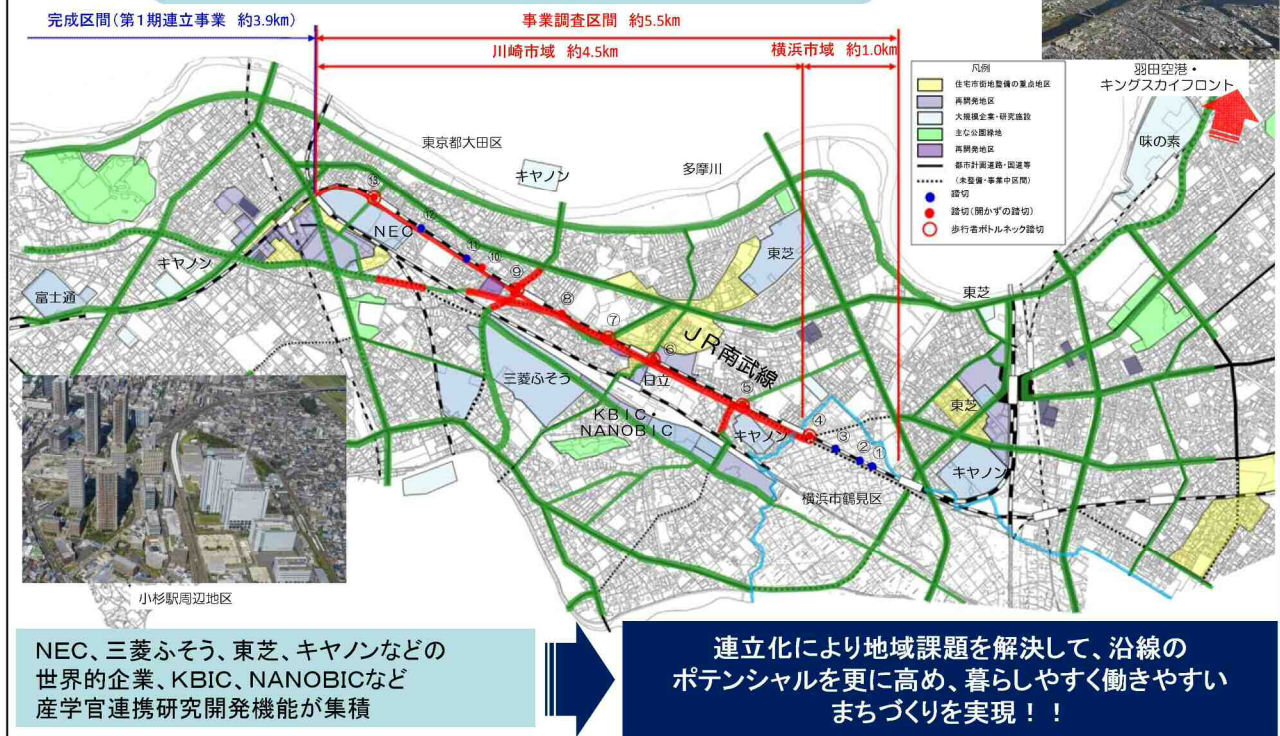 完成区間(第1期連立事業 約3.9km)
事業調査区間 約5.5km
川崎市域 約4.5km
横浜市域 約1.0km
羽田空港・
キングスカイフロント
凡例
住宅市街地整備の重点地区
再開発地区
大規模企業・研究施設
主な公園緑地
再開発地区
都市計画道路・国道等
(未整備・事業中区間)
踏切
踏切(開かずの踏切)
歩行者ボトルネック踏切
味の素
東京都大田区
キヤノン
多摩川
⑬
⑫
NEC
⑪
⑩
⑨
⑧
⑦
⑥
⑤
④
③
②
①
キヤノン
富士通
東芝
東芝
JR南武線
三菱ふそう
日立
KBIC・
NANOBIC
キヤノン
東芝
キヤノン
横浜市鶴見区
小杉駅周辺地区
NEC、三菱ふそう、東芝、キヤノンなどの
世界的企業、KBIC、NANOBICなど
産学官連携研究開発機能が集積
連立化により地域課題を解決して、沿線の
ポテンシャルを更に高め、暮らしやすく働きやすい
まちづくりを実現！！